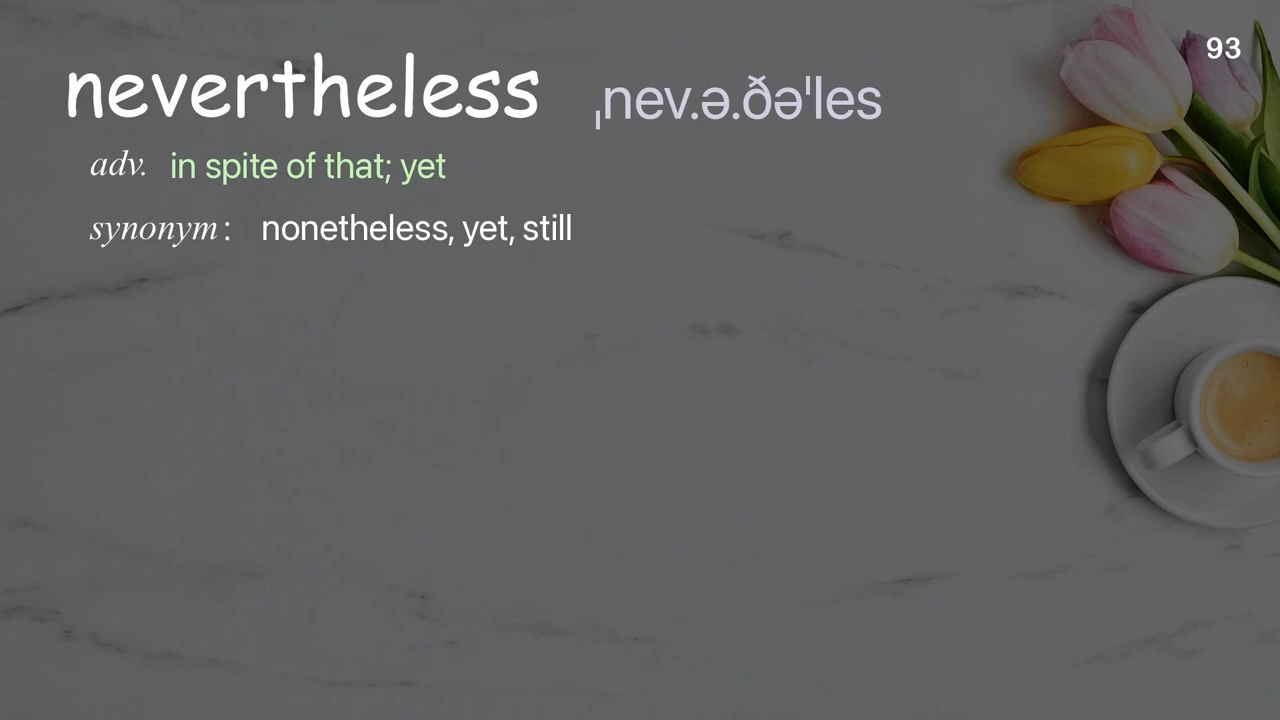 93
nevertheless ˌnev.ə.ðəˈles
adv. in spite of that; yet
synonym: nonetheless, yet, still